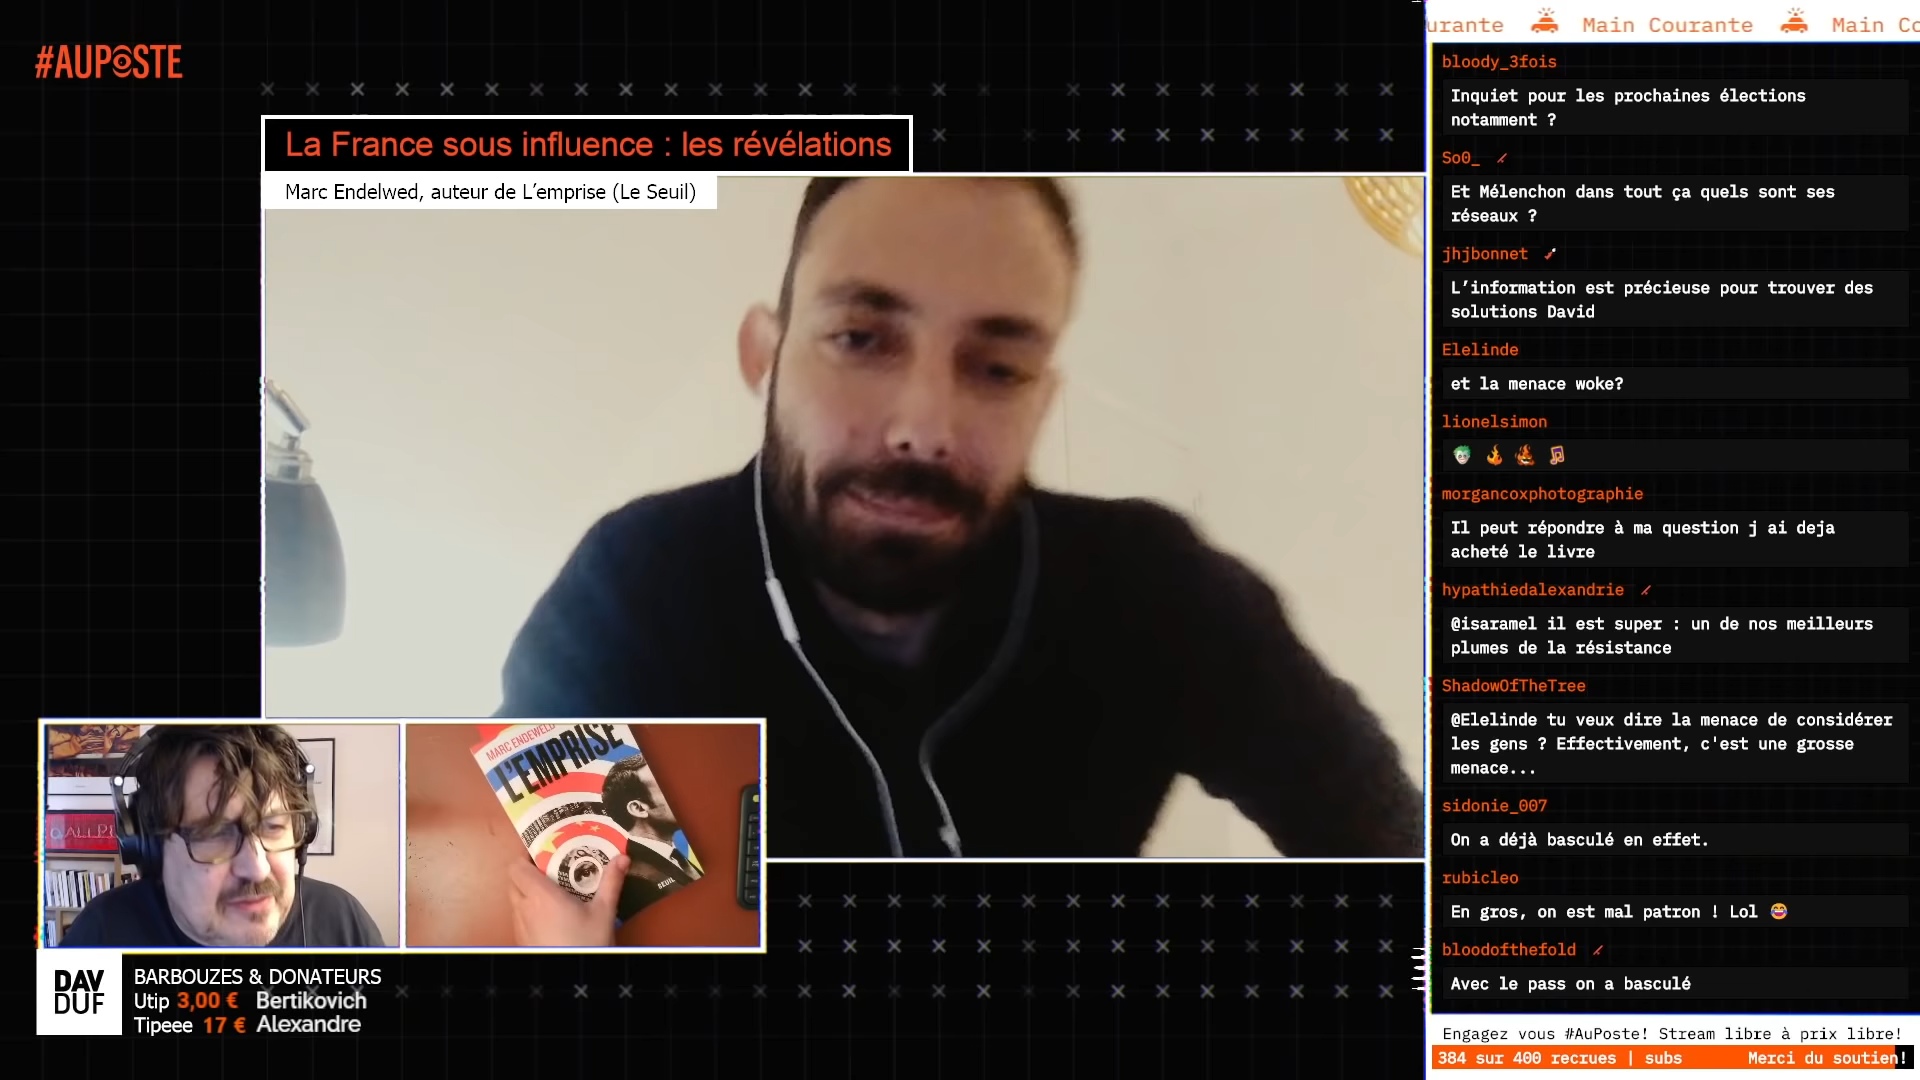 #AUPOSTE
La France sous influence : les révélations
Marc Endelwed, auteur de L’emprise (Le Seuil)
MARC ENDEWELD
L'EMPRISE
SEUIL
DAV
DUF
BARBOUZES & DONATEURS
Utip 3,00 € Bertikovich
Tipeee 17 € Alexandre
urante Main Courante Main Co
bloody_3fois
Inquiet pour les prochaines élections
notamment ?
So0_
Et Mélenchon dans tout ça quels sont ses
réseaux ?
jhjbonnet
L’information est précieuse pour trouver des
solutions David
Elelinde
et la menace woke?
lionelsimon
morgancoxphotographie
Il peut répondre à ma question j ai deja
acheté le livre
hypathiedalexandrie
@isaramel il est super : un de nos meilleurs
plumes de la résistance
ShadowOfTheTree
@Elelinde tu veux dire la menace de considérer
les gens ? Effectivement, c'est une grosse
menace...
sidonie_007
On a déjà basculé en effet.
rubicleo
En gros, on est mal patron ! Lol 😂
bloodofthefold
Avec le pass on a basculé
Engagez vous #AuPoste! Stream libre à prix libre!
384 sur 400 recrues | subs Merci du soutien!